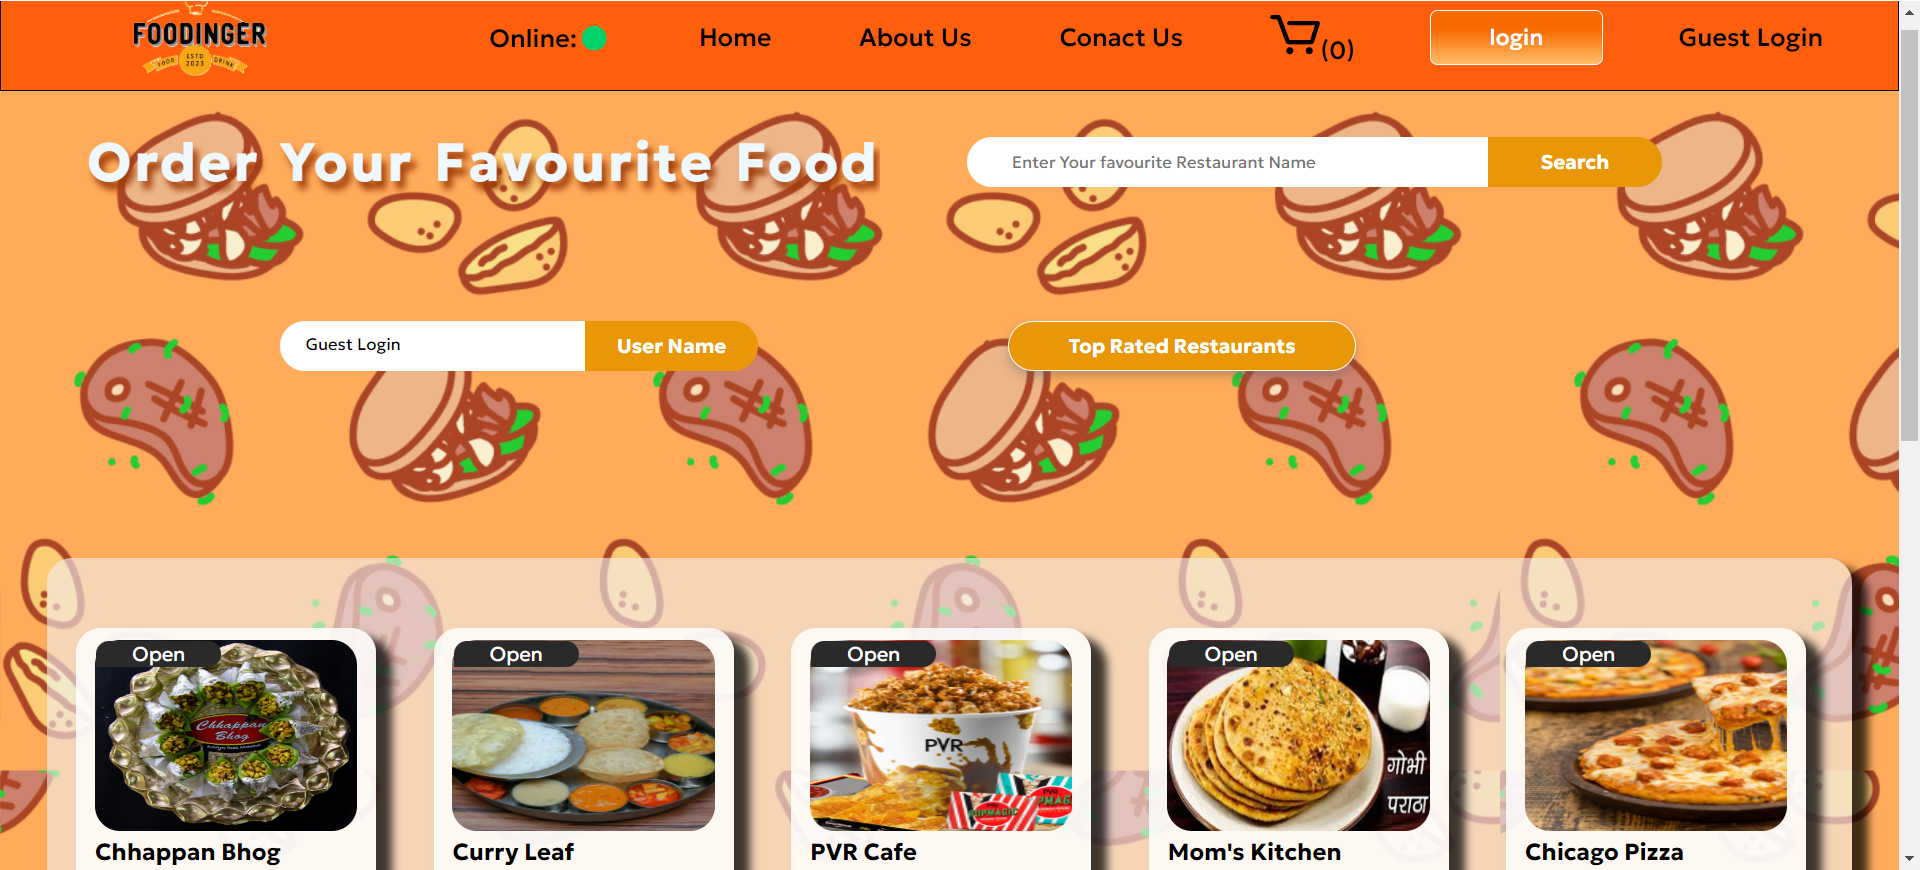 FOODINGER
FOOD
ESTD
2023
DRINK
Online:
Home
About Us
Conact Us
(0)
login
Guest Login
Order Your Favourite Food
Enter Your favourite Restaurant Name
Search
Guest Login
User Name
Top Rated Restaurants
Open
Open
Open
Open
Open
Chhappan
Bhog
PVR
PVR
गोभी
पराठा
Chhappan Bhog
Curry Leaf
PVR Cafe
Mom's Kitchen
Chicago Pizza